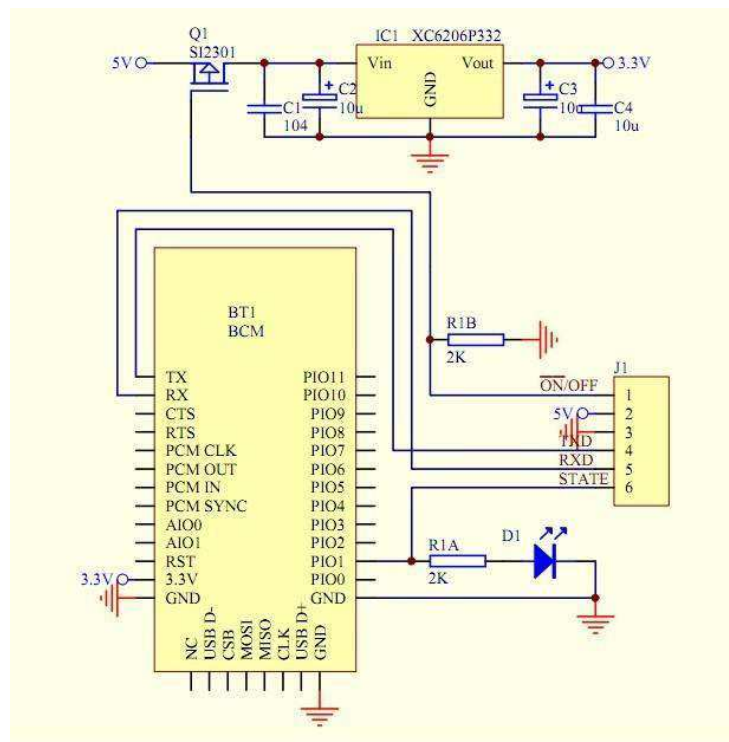 Q1
SI2301
5V
IC1 XC6206P332
Vin
Vout
GND
C1
104
C2
10u
C3
10u
C4
10u
3.3V
BT1
BCM
R1B
2K
J1
ON/OFF
1
5V
2
3
TXD
4
RXD
5
STATE
6
TX
RX
CTS
RTS
PCM CLK
PCM OUT
PCM IN
PCM SYNC
AIO0
AIO1
RST
3.3V
3.3V
GND
PIO11
PIO10
PIO9
PIO8
PIO7
PIO6
PIO5
PIO4
PIO3
PIO2
PIO1
PIO0
GND
R1A
2K
D1
NC
USB D-
CSB
MOSI
MISO
CLK
USB D+
GND